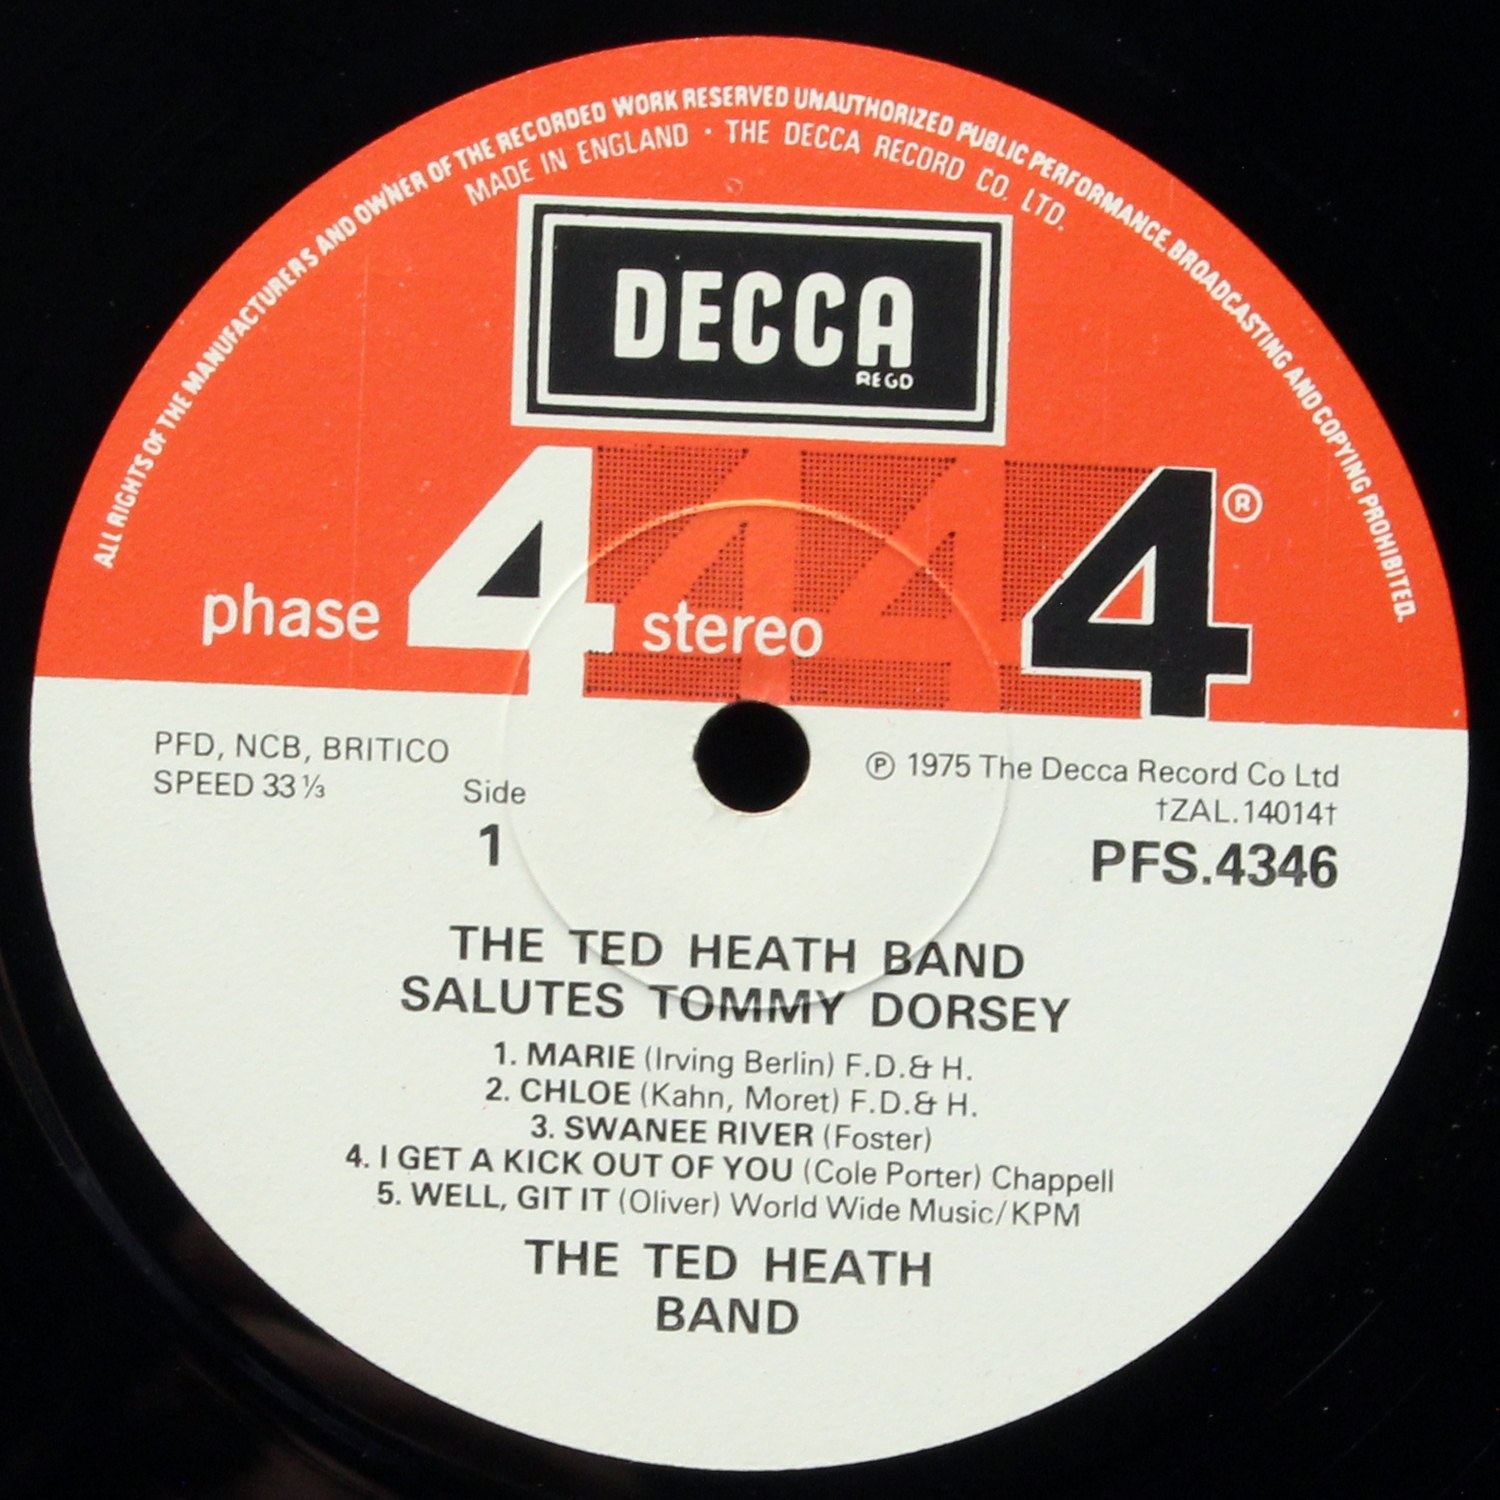 ALL RIGHTS OF THE MANUFACTURERS AND OWNER OF THE RECORDED WORK RESERVED UNAUTHORIZED PUBLIC PERFORMANCE, BROADCASTING AND COPYING PROHIBITED.
MADE IN ENGLAND · THE DECCA RECORD CO. LTD.
DECCA
REGD
phase 4 stereo 444®
PFD, NCB, BRITICO
SPEED 33 ⅓
Side
1
℗ 1975 The Decca Record Co Ltd
†ZAL.14014†
PFS.4346
THE TED HEATH BAND
SALUTES TOMMY DORSEY
1. MARIE (Irving Berlin) F.D.& H.
2. CHLOE (Kahn, Moret) F.D.& H.
3. SWANEE RIVER (Foster)
4. I GET A KICK OUT OF YOU (Cole Porter) Chappell
5. WELL, GIT IT (Oliver) World Wide Music/KPM
THE TED HEATH
BAND